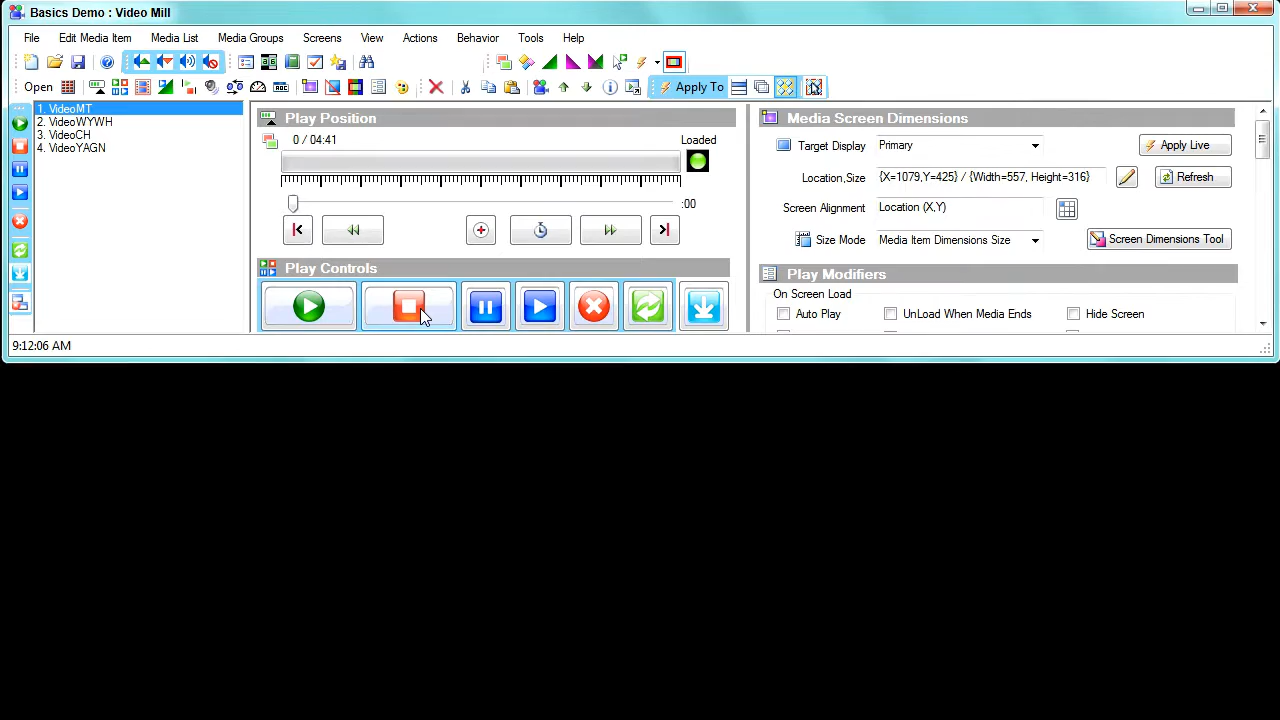 Basics Demo : Video Mill
File Edit Media Item Media List Media Groups Screens View Actions Behavior Tools Help
Open Apply To
1. VideoMT
2. VideoWYWH
3. VideoCH
4. VideoYAGN
Play Position
0 / 04:41 Loaded
:00
Play Controls
Media Screen Dimensions
Target Display Primary Apply Live
Location,Size {X=1079,Y=425} / {Width=557, Height=316} Refresh
Screen Alignment Location (X,Y)
Size Mode Media Item Dimensions Size Screen Dimensions Tool
Play Modifiers
On Screen Load
Auto Play UnLoad When Media Ends Hide Screen
9:12:06 AM